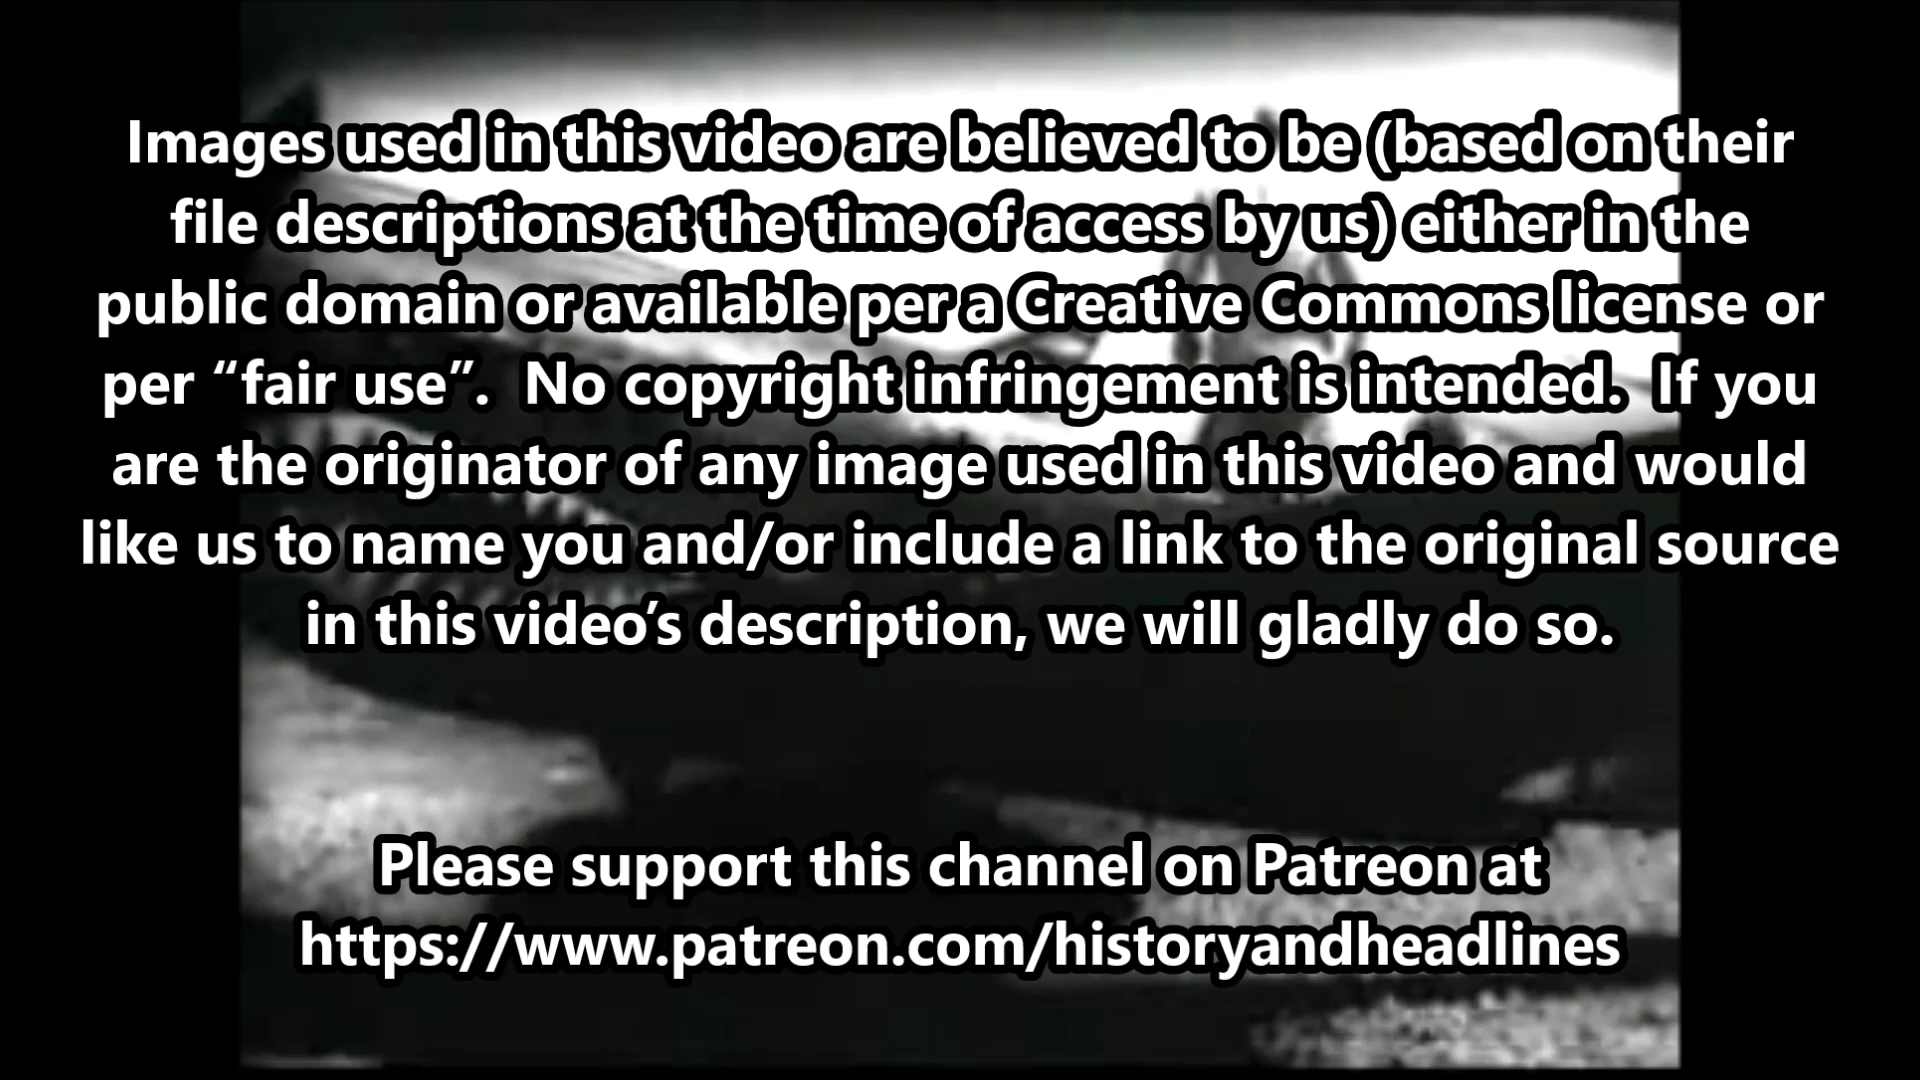 Images used in this video are believed to be (based on their
file descriptions at the time of access by us) either in the
public domain or available per a Creative Commons license or
per “fair use”.  No copyright infringement is intended.  If you
are the originator of any image used in this video and would
like us to name you and/or include a link to the original source
in this video’s description, we will gladly do so.
Please support this channel on Patreon at
https://www.patreon.com/historyandheadlines